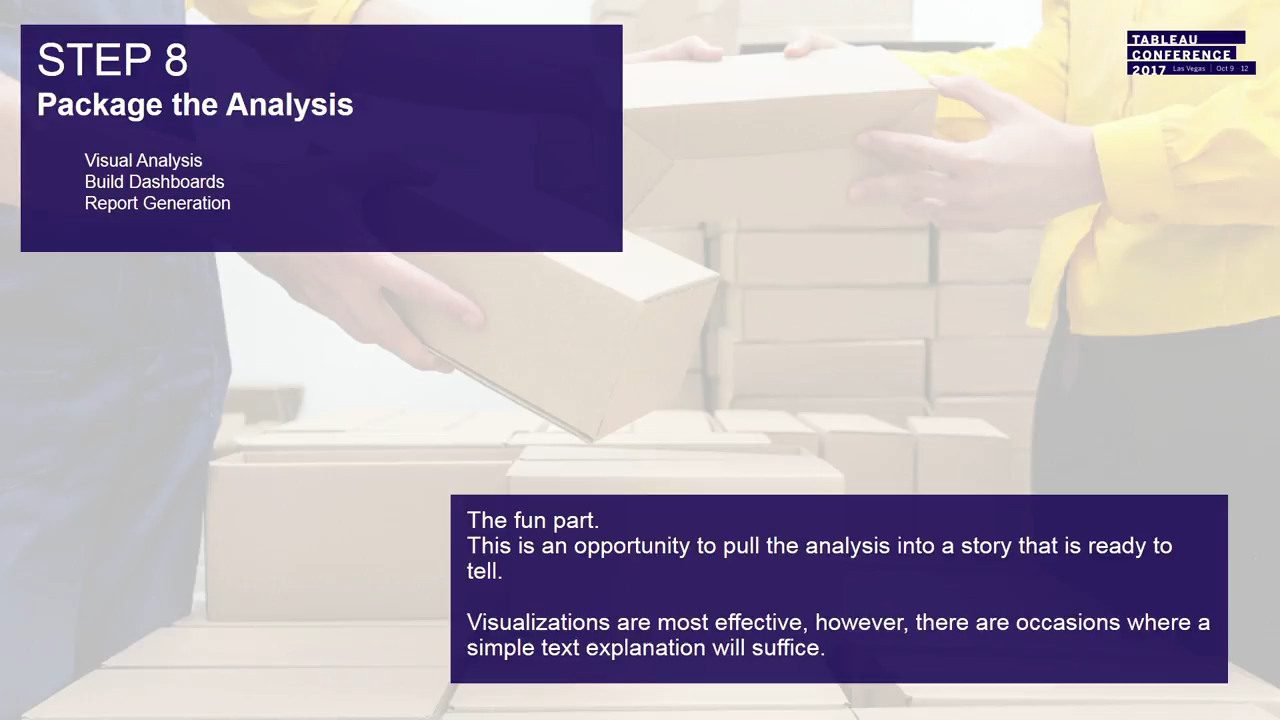 STEP 8
Package the Analysis
Visual Analysis
Build Dashboards
Report Generation
TABLEAU
CONFERENCE
2017 Las Vegas | Oct 9 - 12
The fun part.
This is an opportunity to pull the analysis into a story that is ready to
tell.
Visualizations are most effective, however, there are occasions where a
simple text explanation will suffice.